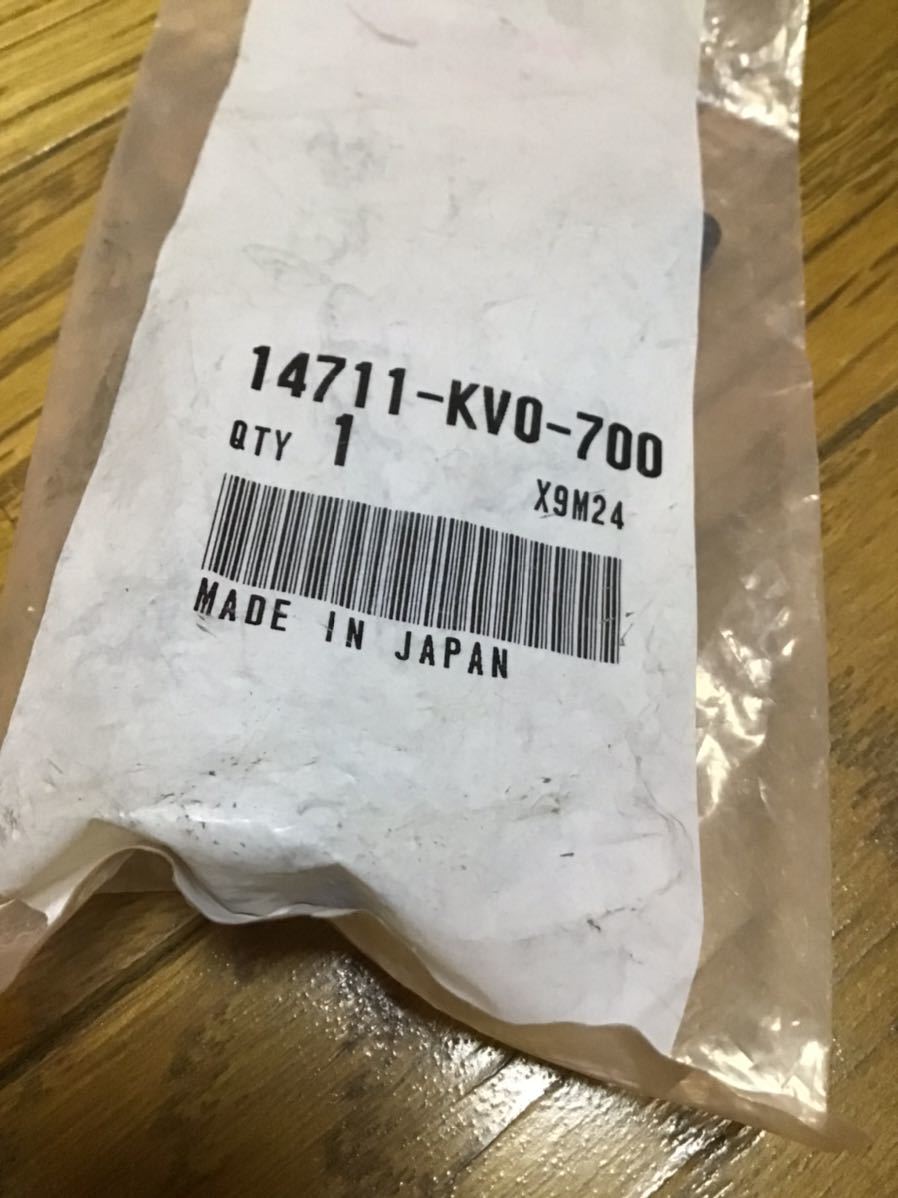 14711-KV0-700
QTY 1
X9M24
MADE IN JAPAN